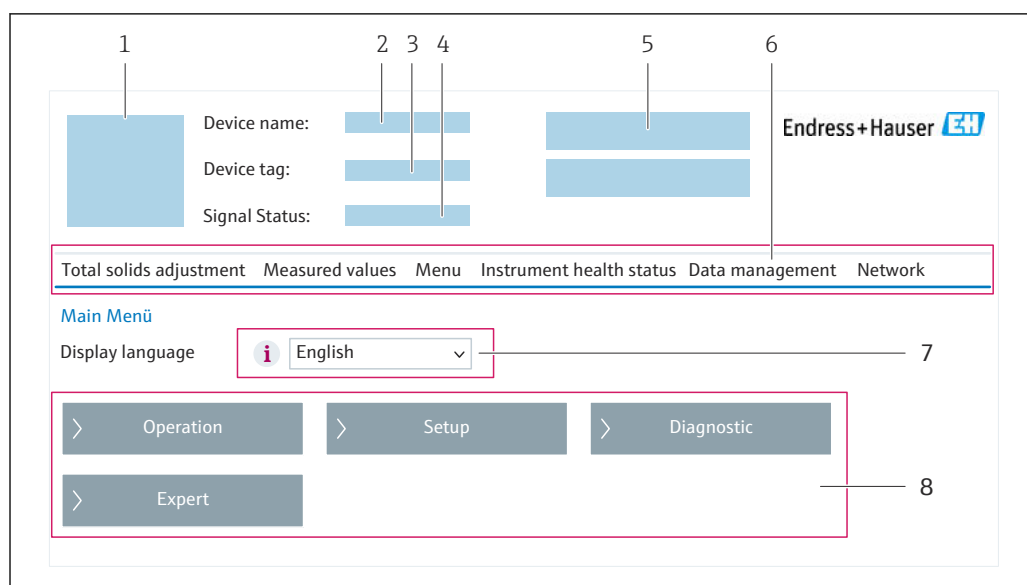 1 2 3 4 5 6
Device name:
Endress+Hauser EH
Device tag:
Signal Status:
Total solids adjustment Measured values Menu Instrument health status Data management Network
Main Menü
Display language i English 7
Operation Setup Diagnostic
Expert 8